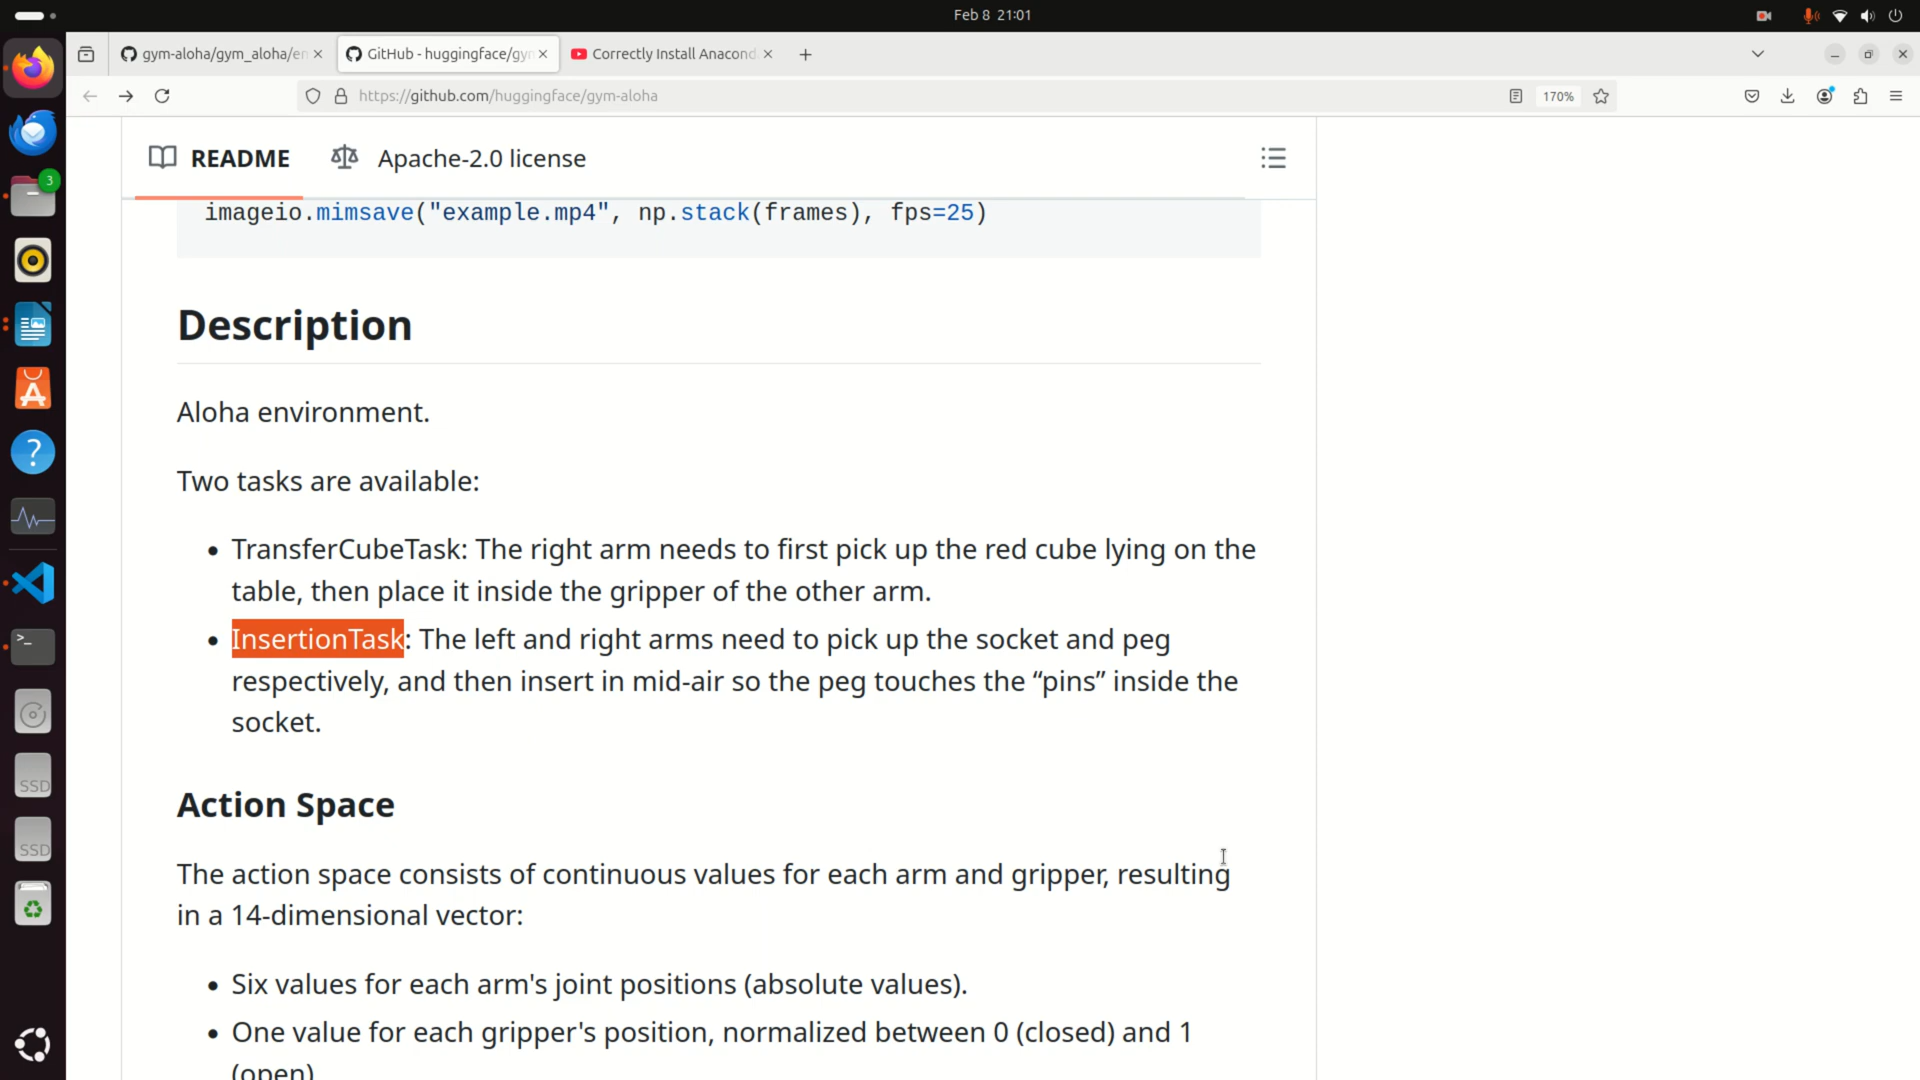 Feb 8 21:01
gym-aloha/gym_aloha/en
GitHub - huggingface/gyn
Correctly Install Anacond
https://github.com/huggingface/gym-aloha
170%
3
README
Apache-2.0 license
imageio.mimsave("example.mp4", np.stack(frames), fps=25)
Description
Aloha environment.
Two tasks are available:
• TransferCubeTask: The right arm needs to first pick up the red cube lying on the
table, then place it inside the gripper of the other arm.
• InsertionTask: The left and right arms need to pick up the socket and peg
respectively, and then insert in mid-air so the peg touches the “pins” inside the
socket.
Action Space
The action space consists of continuous values for each arm and gripper, resulting
in a 14-dimensional vector:
• Six values for each arm's joint positions (absolute values).
• One value for each gripper's position, normalized between 0 (closed) and 1
(open)
SSD
SSD